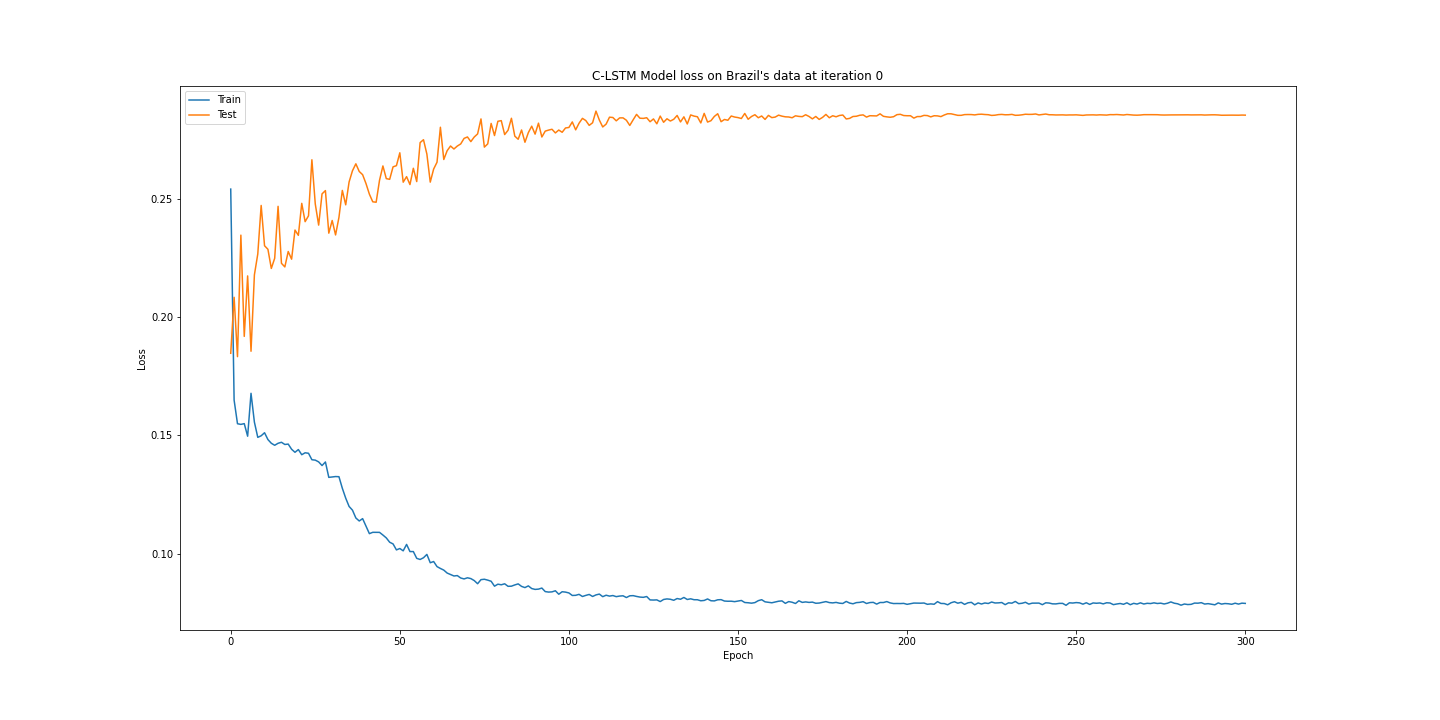 C-LSTM Model loss on Brazil's data at iteration 0
Train
Test
0.25
0.20
0.15
0.10
Loss
0 50 100 150 200 250 300
Epoch